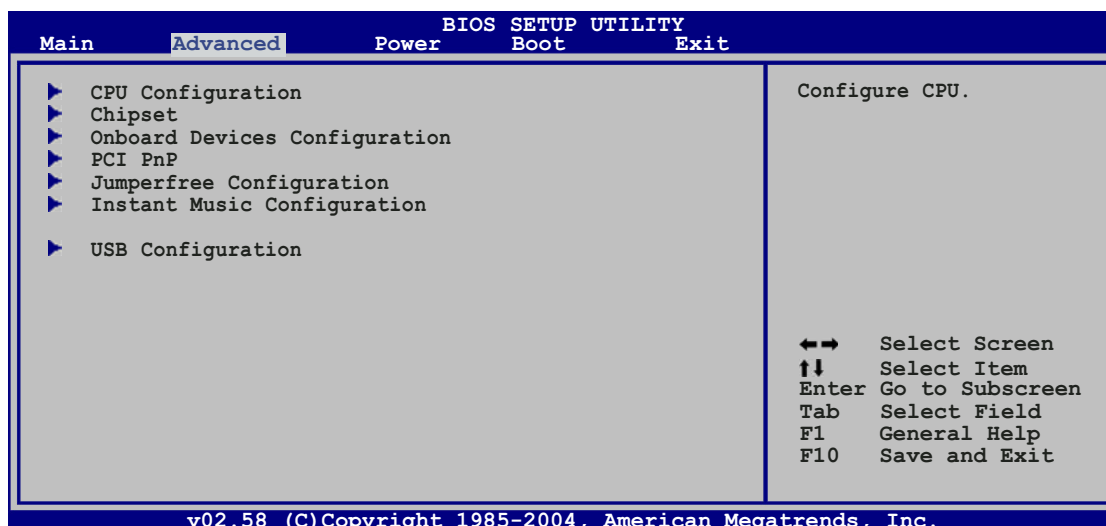 BIOS SETUP UTILITY
Main Advanced Power Boot Exit
CPU Configuration
Chipset
Onboard Devices Configuration
PCI PnP
Jumperfree Configuration
Instant Music Configuration
USB Configuration
Configure CPU.
Select Screen
Select Item
Enter Go to Subscreen
Tab Select Field
F1 General Help
F10 Save and Exit
v02.58 (C)Copyright 1985-2004, American Megatrends, Inc.